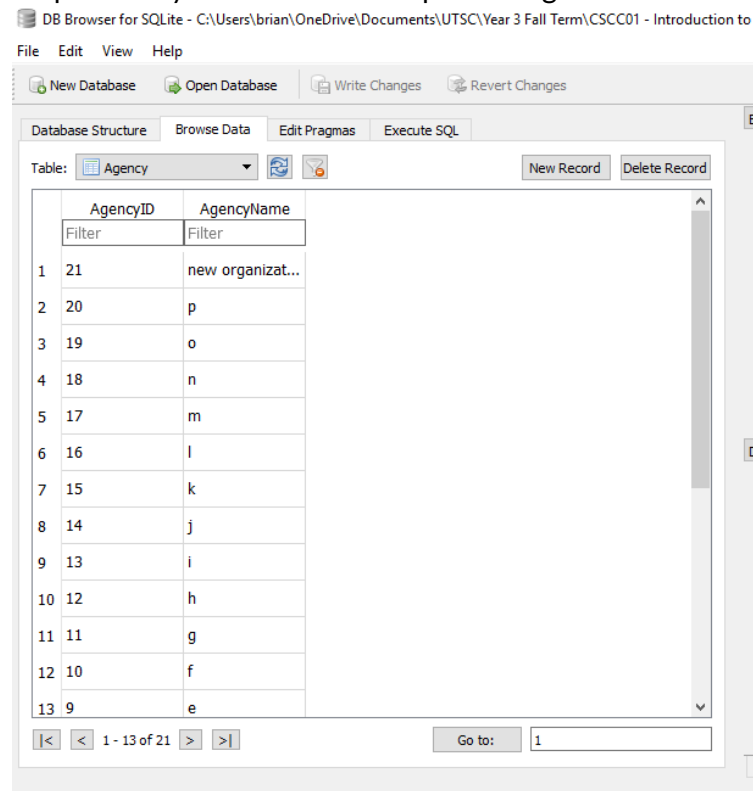 DB Browser for SQLite - C:\Users\brian\OneDrive\Documents\UTSC\Year 3 Fall Term\CSCC01 - Introduction to
File Edit View Help
New Database Open Database Write Changes Revert Changes
Database Structure Browse Data Edit Pragmas Execute SQL
Table: Agency New Record Delete Record
AgencyID AgencyName
Filter Filter
1 21 new organizat...
2 20 p
3 19 o
4 18 n
5 17 m
6 16 l
7 15 k
8 14 j
9 13 i
10 12 h
11 11 g
12 10 f
13 9 e
|< < 1 - 13 of 21 > >| Go to: 1